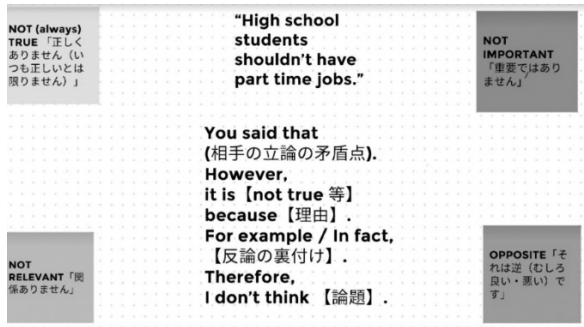 NOT (always)
TRUE「正しく
ありません（い
つも正しいとは
限りません）」
“High school
students
shouldn’t have
part time jobs.”
NOT
IMPORTANT
「重要ではあり
ません」
You said that
(相手の立論の矛盾点).
However,
it is【not true 等】
because【理由】.
For example / In fact,
【反論の裏付け】.
Therefore,
I don’t think 【論題】.
NOT
RELEVANT「関
係ありません」
OPPOSITE「そ
れは逆（むしろ
良い・悪い）で
す」